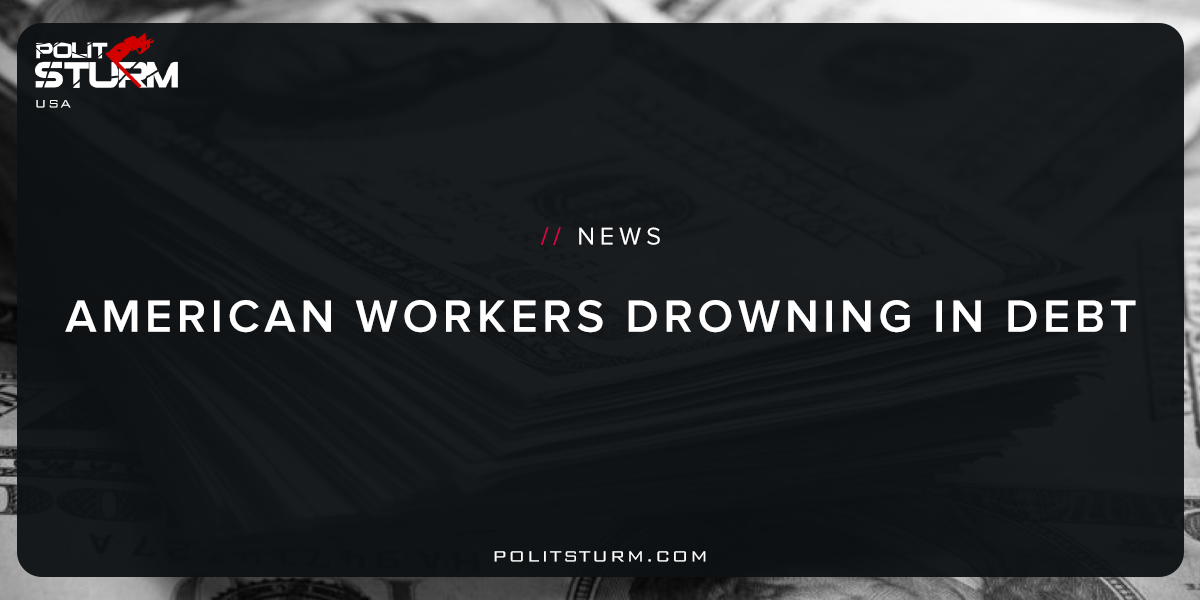 POLIT
STURM
USA
// NEWS
AMERICAN WORKERS DROWNING IN DEBT
POLITSTURM.COM